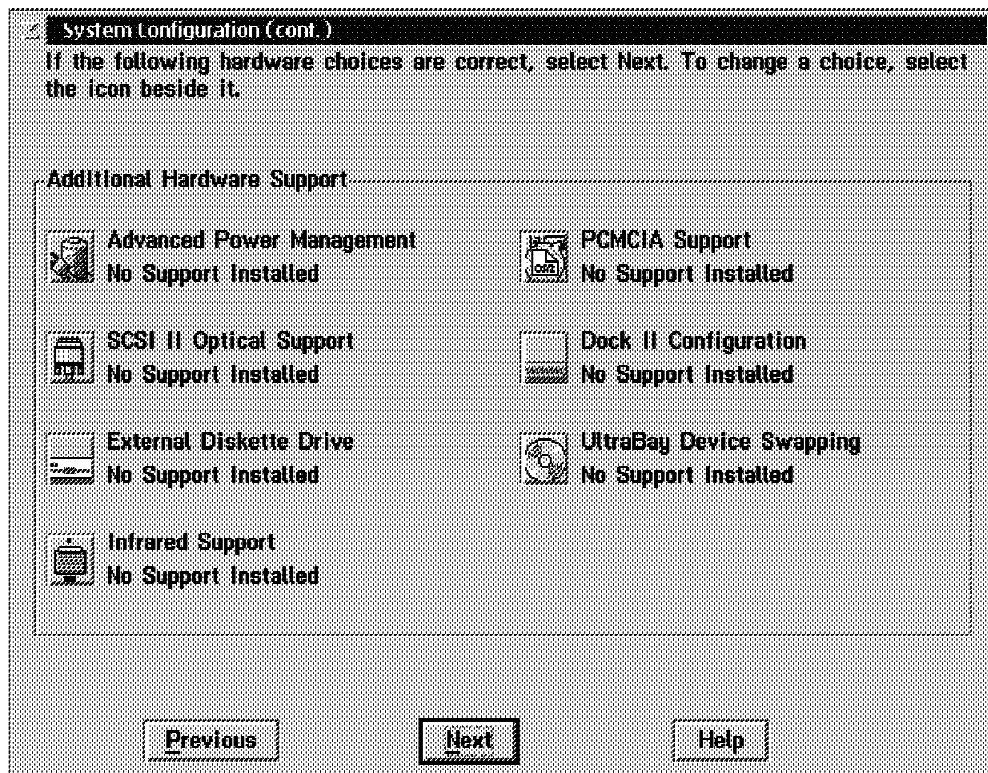 System Configuration (cont.)
If the following hardware choices are correct, select Next. To change a choice, select
the icon beside it.
Additional Hardware Support
Advanced Power Management
No Support Installed
PCMCIA Support
No Support Installed
SCSI II Optical Support
No Support Installed
Dock II Configuration
No Support Installed
External Diskette Drive
No Support Installed
UltraBay Device Swapping
No Support Installed
Infrared Support
No Support Installed
Previous
Next
Help